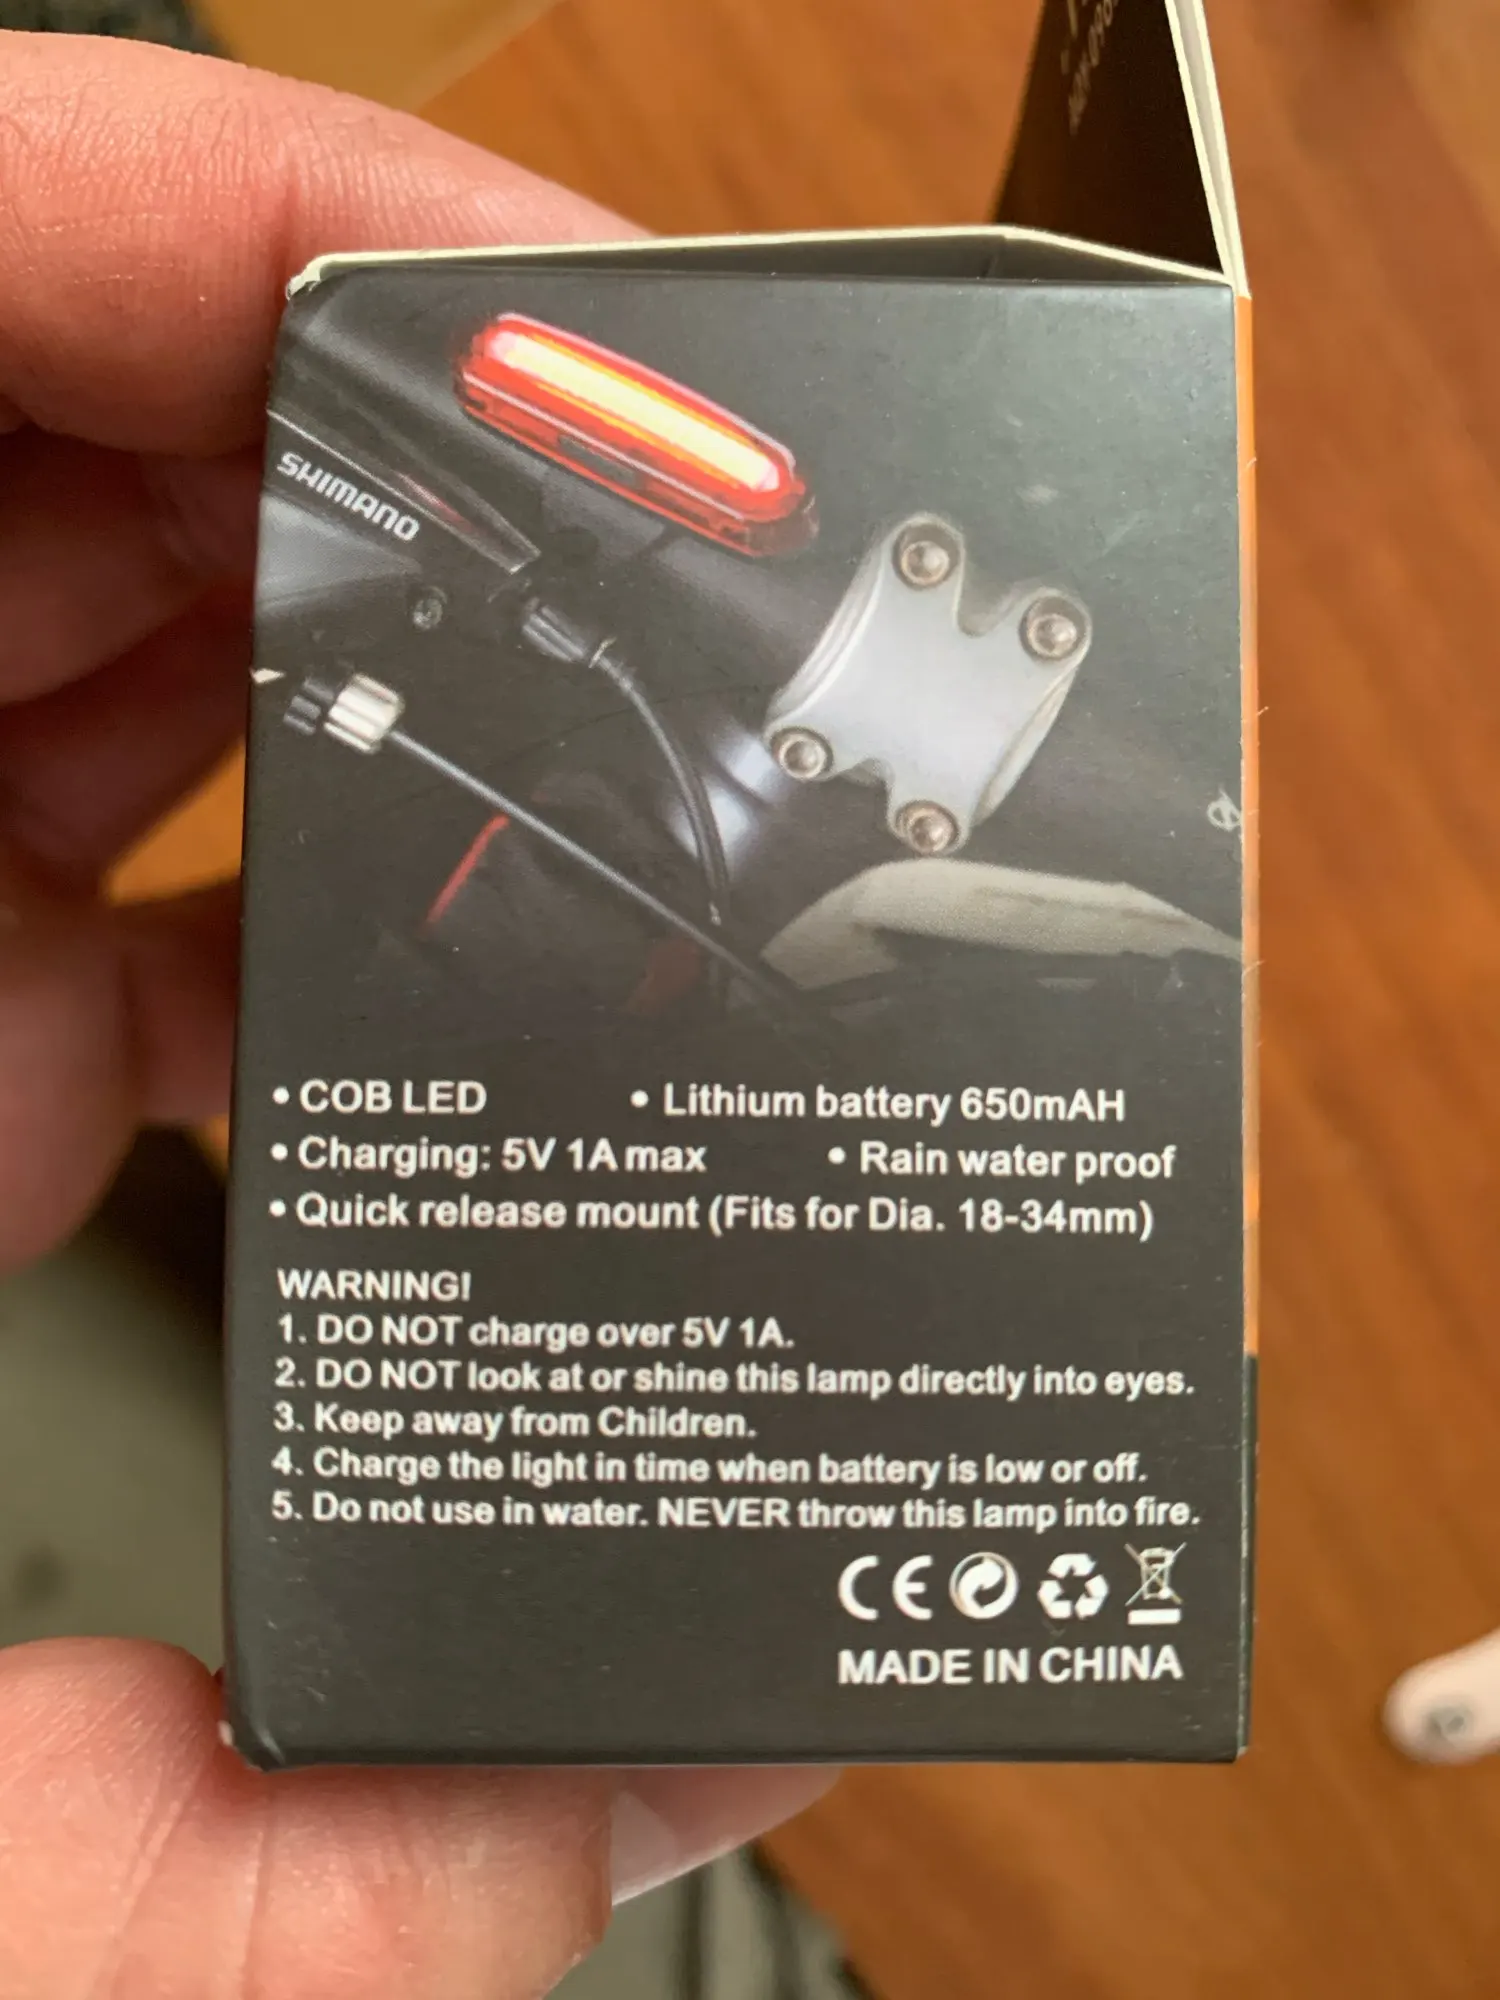 SHIMANO
• COB LED • Lithium battery 650mAH
• Charging: 5V 1A max • Rain water proof
• Quick release mount (Fits for Dia. 18-34mm)
WARNING!
1. DO NOT charge over 5V 1A.
2. DO NOT look at or shine this lamp directly into eyes.
3. Keep away from Children.
4. Charge the light in time when battery is low or off.
5. Do not use in water. NEVER throw this lamp into fire.
CE
MADE IN CHINA